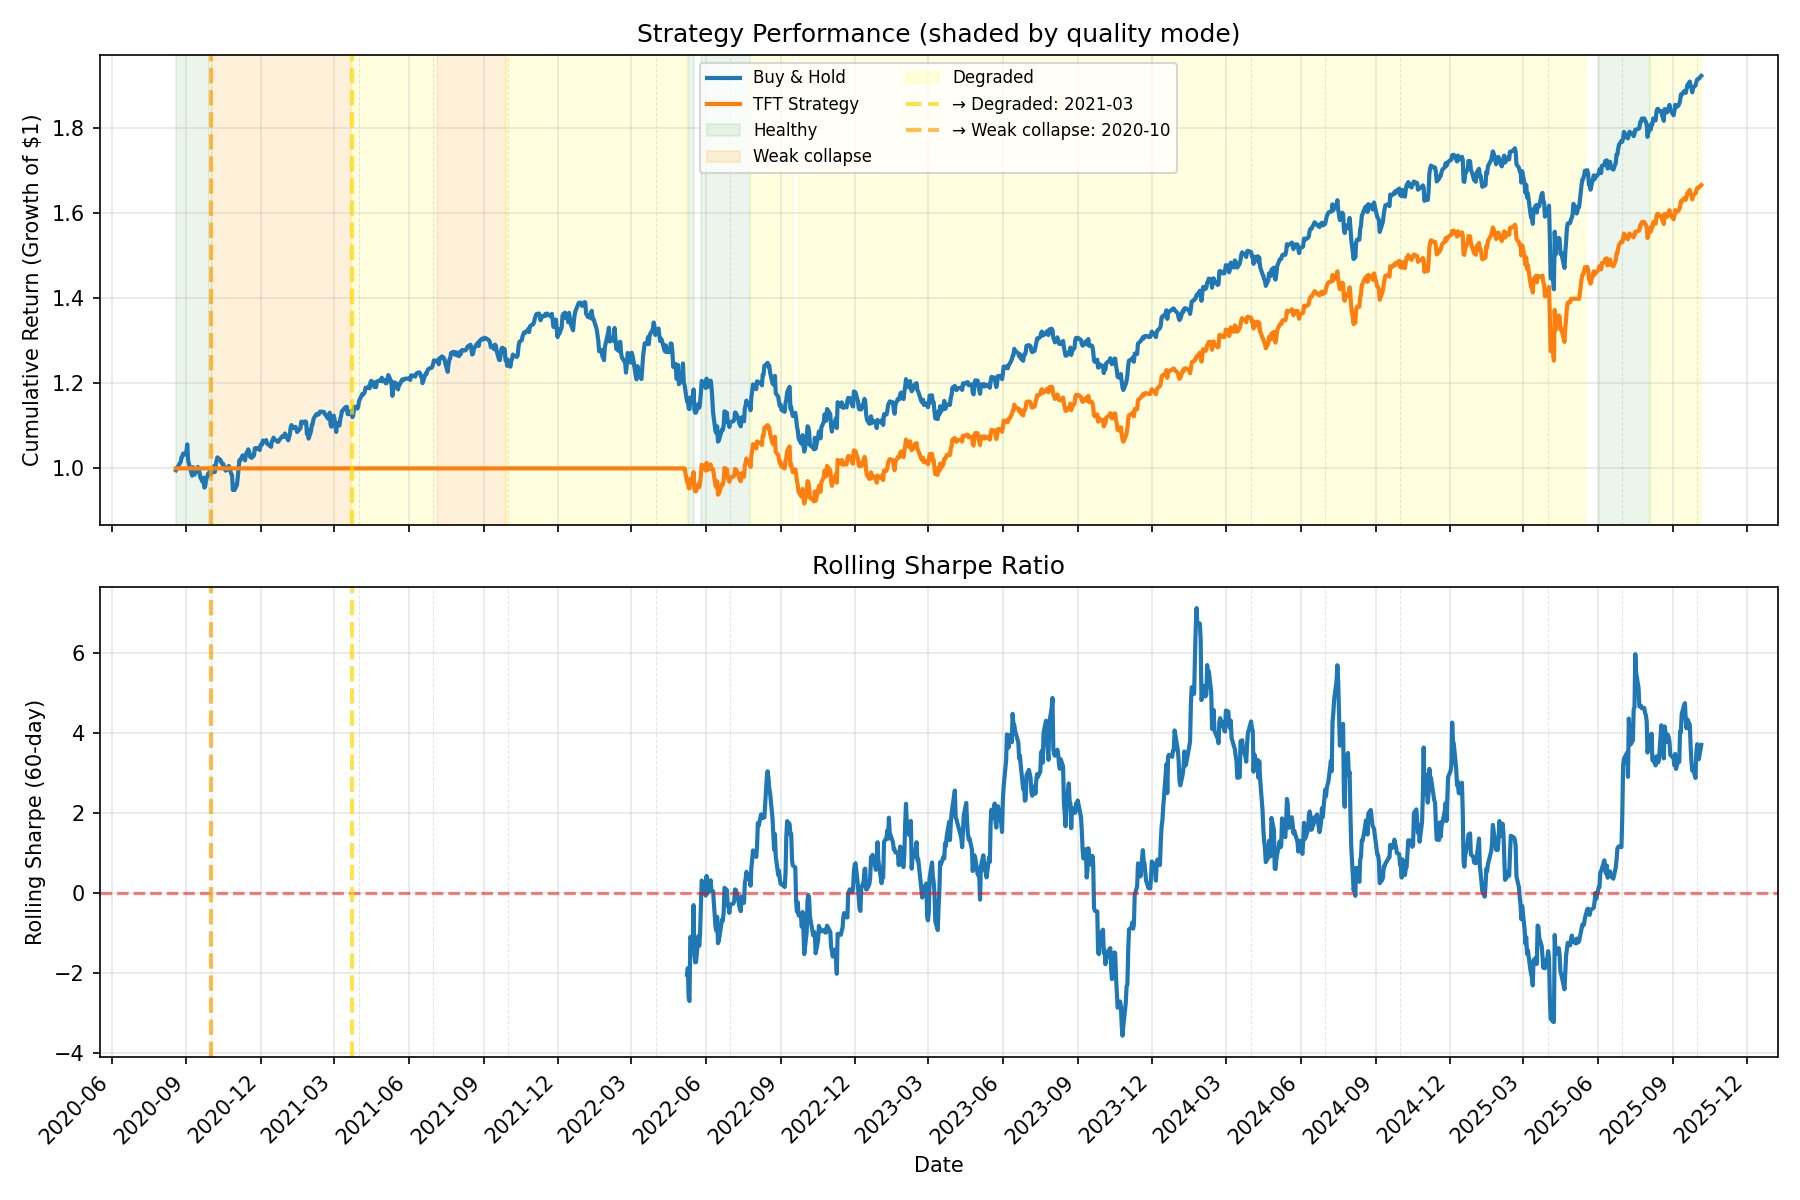 Strategy Performance (shaded by quality mode)
Cumulative Return (Growth of $1)
1.8
1.6
1.4
1.2
1.0
Buy & Hold
TFT Strategy
Healthy
Weak collapse
Degraded
→ Degraded: 2021-03
→ Weak collapse: 2020-10
Rolling Sharpe Ratio
Rolling Sharpe (60-day)
6
4
2
0
−2
−4
2020-06
2020-09
2020-12
2021-03
2021-06
2021-09
2021-12
2022-03
2022-06
2022-09
2022-12
2023-03
2023-06
2023-09
2023-12
2024-03
2024-06
2024-09
2024-12
2025-03
2025-06
2025-09
2025-12
Date